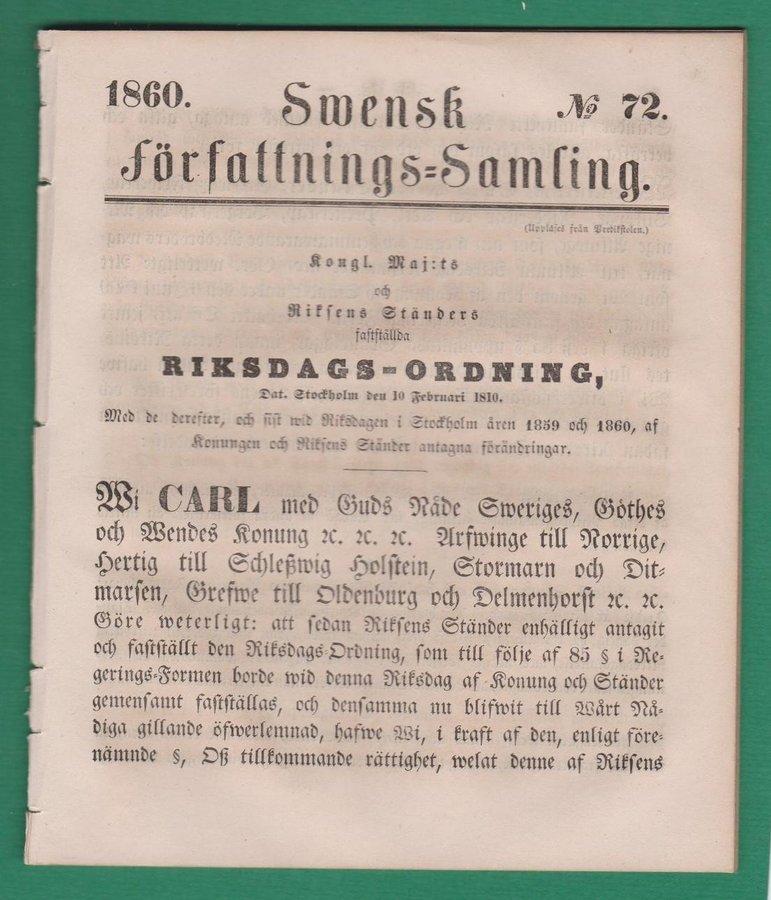 1860.
Swensk
№ 72.
Författnings-Samling.
(Uppläses från Predikstolen.)
Kongl. Maj:ts
och
Riksens Ständers
fastställda
RIKSDAGS-ORDNING,
Dat. Stockholm den 10 Februari 1810.
Med de derefter, och sist wid Riksdagen i Stockholm åren 1859 och 1860, af
Konungen och Riksens Ständer antagna förändringar.
Wi CARL med Guds Nåde Sweriges, Göthes
och Wendes Konung ꝛc. ꝛc. ꝛc. Arfwinge till Norrige,
Hertig till Schleßwig Holstein, Stormarn och Dit-
marsen, Grefwe till Oldenburg och Delmenhorst ꝛc. ꝛc.
Göre weterligt: att sedan Riksens Ständer enhälligt antagit
och fastställt den Riksdags-Ordning, som till följe af 85 § i Re-
gerings-Formen borde wid denna Riksdag af Konung och Ständer
gemensamt fastställas, och densamma nu blifwit till Wårt Nå-
diga gillande öfwerlemnad, hafwe Wi, i kraft af den, enligt före-
nämnde §, Oß tillkommande rättighet, welat denne af Riksens